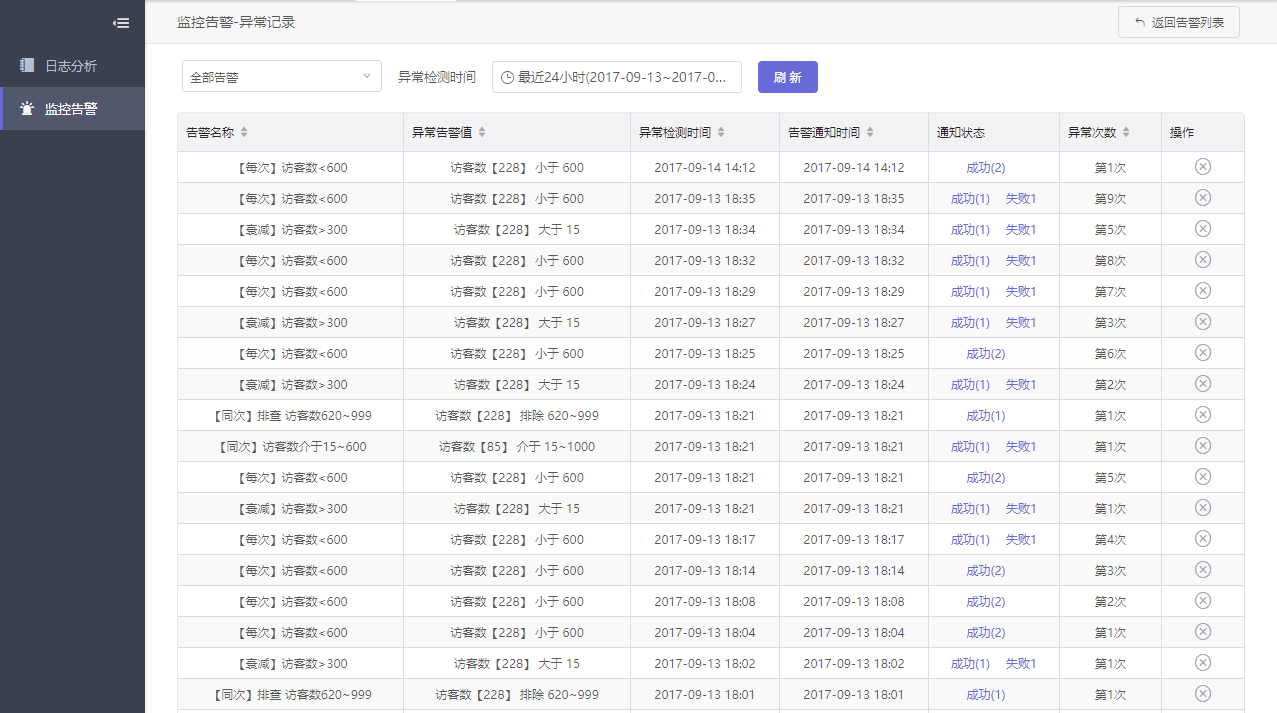 监控告警-异常记录
返回告警列表
日志分析
监控告警
全部告警 异常检测时间 最近24小时(2017-09-13~2017-0... 刷 新
告警名称 异常告警值 异常检测时间 告警通知时间 通知状态 异常次数 操作
【每次】访客数<600 访客数【228】 小于 600 2017-09-14 14:12 2017-09-14 14:12 成功(2) 第1次
【每次】访客数<600 访客数【228】 小于 600 2017-09-13 18:35 2017-09-13 18:35 成功(1) 失败1 第9次
【衰减】访客数>300 访客数【228】 大于 15 2017-09-13 18:34 2017-09-13 18:34 成功(1) 失败1 第5次
【每次】访客数<600 访客数【228】 小于 600 2017-09-13 18:32 2017-09-13 18:32 成功(1) 失败1 第8次
【每次】访客数<600 访客数【228】 小于 600 2017-09-13 18:29 2017-09-13 18:29 成功(1) 失败1 第7次
【衰减】访客数>300 访客数【228】 大于 15 2017-09-13 18:27 2017-09-13 18:27 成功(1) 失败1 第3次
【每次】访客数<600 访客数【228】 小于 600 2017-09-13 18:25 2017-09-13 18:25 成功(2) 第6次
【衰减】访客数>300 访客数【228】 大于 15 2017-09-13 18:24 2017-09-13 18:24 成功(1) 失败1 第2次
【同次】排查 访客数620~999 访客数【228】 排除 620~999 2017-09-13 18:21 2017-09-13 18:21 成功(1) 第1次
【同次】访客数介于15~600 访客数【85】 介于 15~1000 2017-09-13 18:21 2017-09-13 18:21 成功(1) 失败1 第1次
【每次】访客数<600 访客数【228】 小于 600 2017-09-13 18:21 2017-09-13 18:21 成功(2) 第5次
【衰减】访客数>300 访客数【228】 大于 15 2017-09-13 18:21 2017-09-13 18:21 成功(1) 失败1 第1次
【每次】访客数<600 访客数【228】 小于 600 2017-09-13 18:17 2017-09-13 18:17 成功(1) 失败1 第4次
【每次】访客数<600 访客数【228】 小于 600 2017-09-13 18:14 2017-09-13 18:14 成功(2) 第3次
【每次】访客数<600 访客数【228】 小于 600 2017-09-13 18:08 2017-09-13 18:08 成功(2) 第2次
【每次】访客数<600 访客数【228】 小于 600 2017-09-13 18:04 2017-09-13 18:04 成功(2) 第1次
【衰减】访客数>300 访客数【228】 大于 15 2017-09-13 18:02 2017-09-13 18:02 成功(1) 失败1 第1次
【同次】排查 访客数620~999 访客数【228】 排除 620~999 2017-09-13 18:01 2017-09-13 18:01 成功(1) 第1次